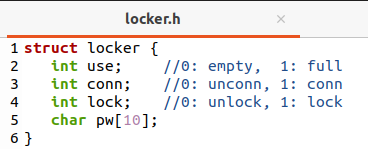 locker.h ×
1 struct locker {
2 int use; //0: empty, 1: full
3 int conn; //0: unconn, 1: conn
4 int lock; //0: unlock, 1: lock
5 char pw[10];
6 }